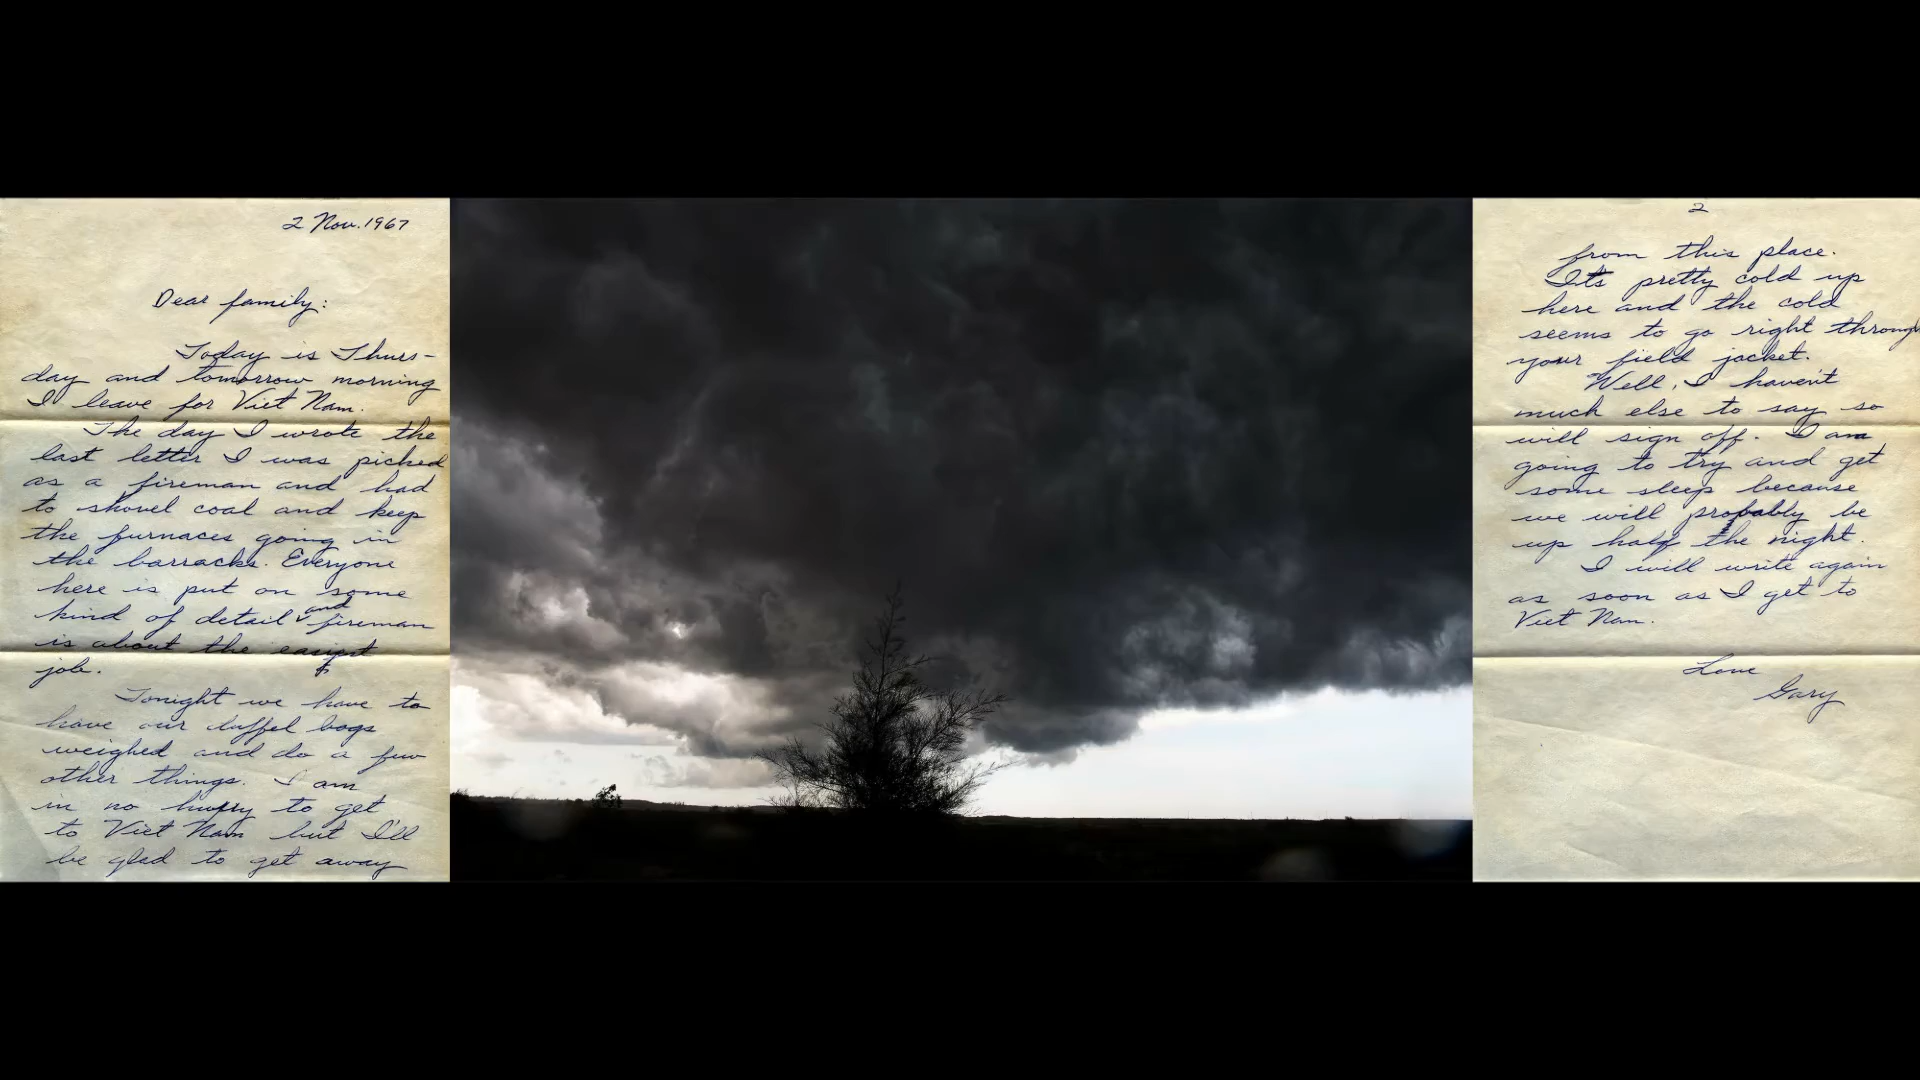 2 Nov. 1967
Dear family:
Today is Thurs-
day and tomorrow morning
I leave for Viet Nam.
The day I wrote the
last letter I was picked
as a fireman and had
to shovel coal and keep
the furnaces going in
the barracks. Everyone
here is put on some
kind of detail and fireman
is about the easiest
job.
Tonight we have to
have our duffel bags
weighed and do a few
other things. I am
in no hurry to get
to Viet Nam but I'll
be glad to get away
2
from this place.
Its pretty cold up
here and the cold
seems to go right through
your field jacket.
Well, I haven't
much else to say so
will sign off. I am
going to try and get
some sleep because
we will probably be
up half the night.
I will write again
as soon as I get to
Viet Nam.
Love
Gary